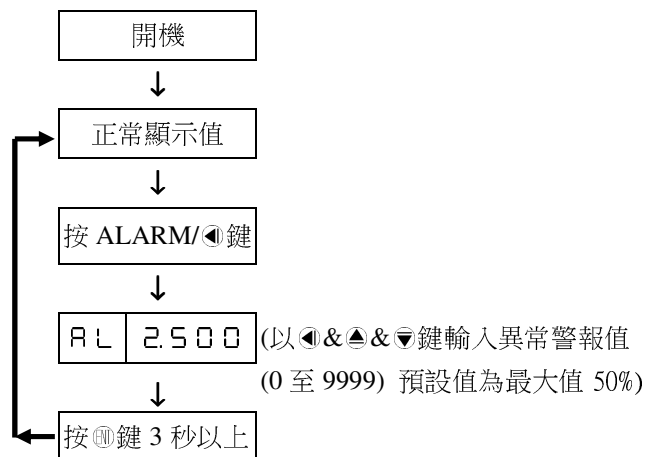 開機
正常顯示值
按 ALARM/◀鍵
AL 2.500 (以◀&▲&▼鍵輸入異常警報值
(0 至 9999) 預設值為最大值 50%)
按 END 鍵 3 秒以上